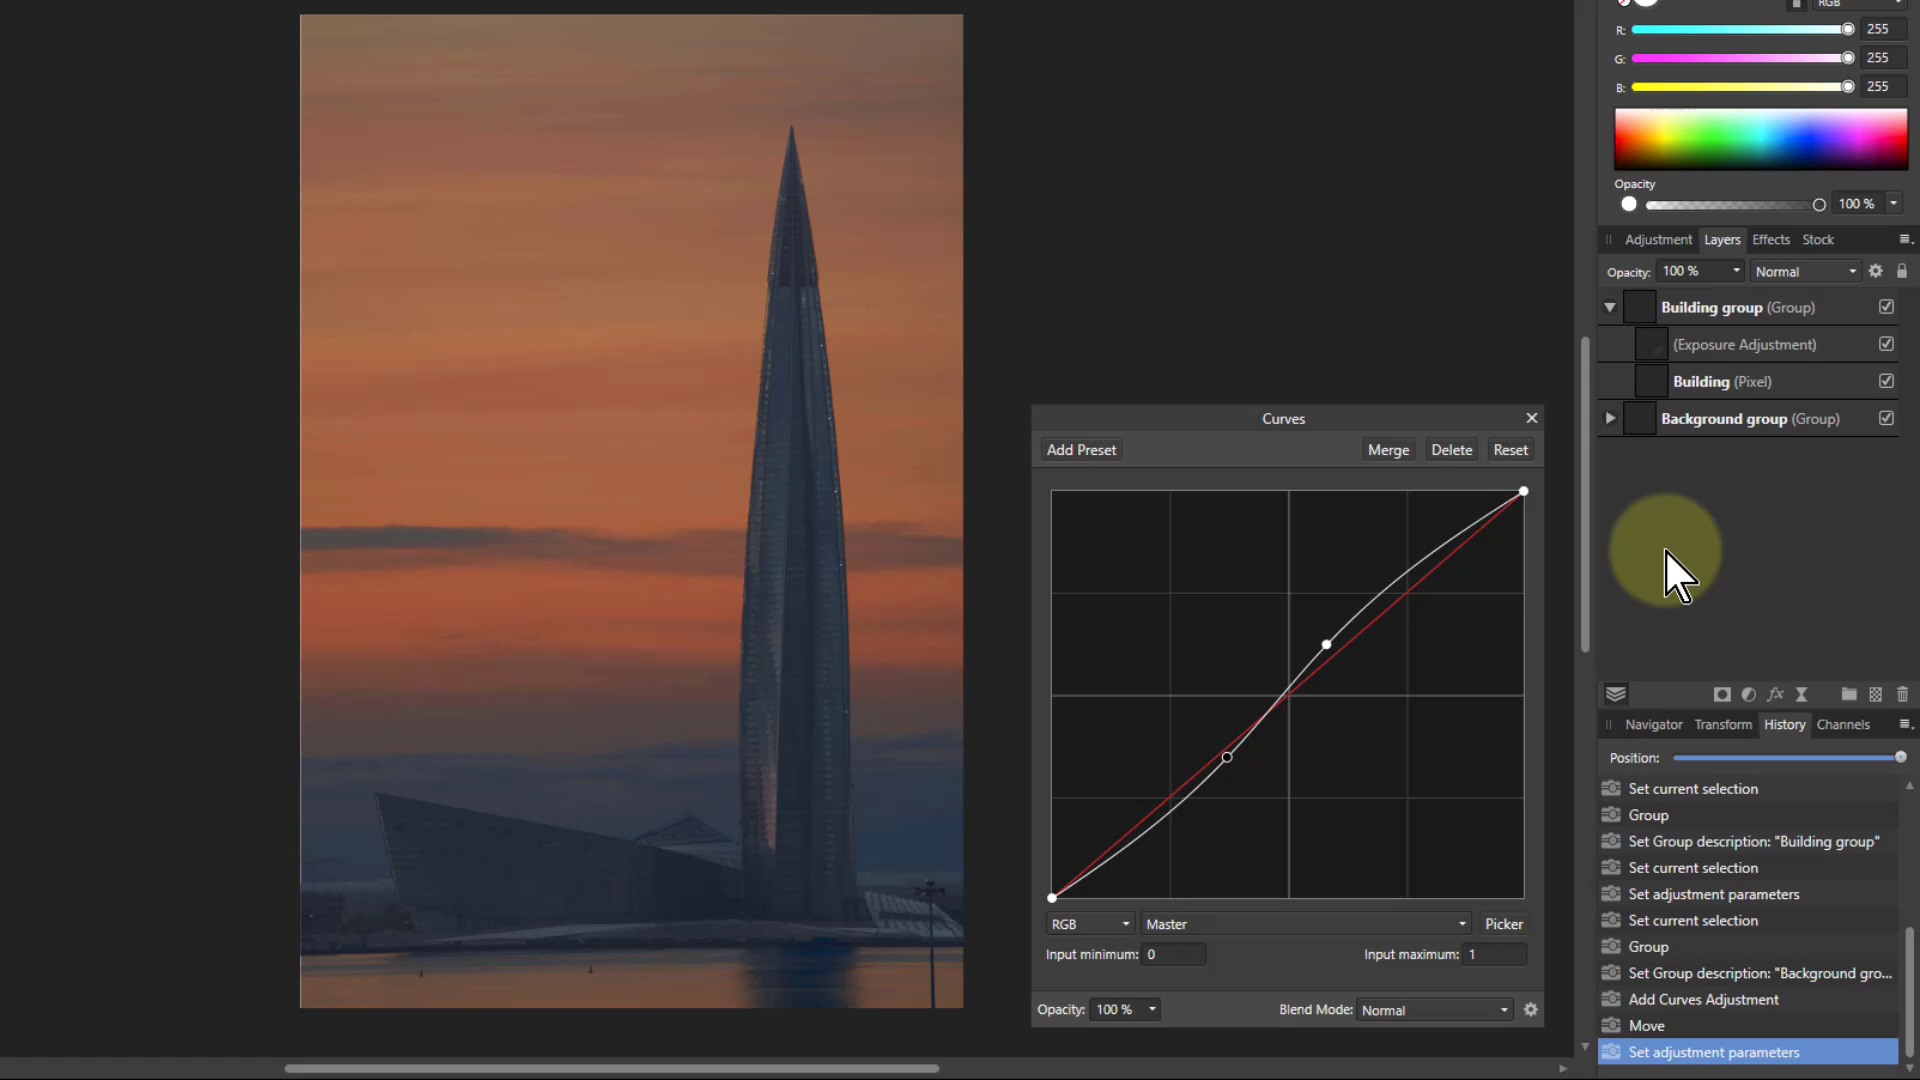 RGB
R: 255
G: 255
B: 255
Opacity
100 %
Adjustment Layers Effects Stock
Opacity: 100 % Normal
Building group (Group)
(Exposure Adjustment)
Building (Pixel)
Background group (Group)
Curves
Add Preset Merge Delete Reset
RGB Master Picker
Input minimum: 0 Input maximum: 1
Opacity: 100 % Blend Mode: Normal
fx
Navigator Transform History Channels
Position:
Set current selection
Group
Set Group description: "Building group"
Set current selection
Set adjustment parameters
Set current selection
Group
Set Group description: "Background gro...
Add Curves Adjustment
Move
Set adjustment parameters